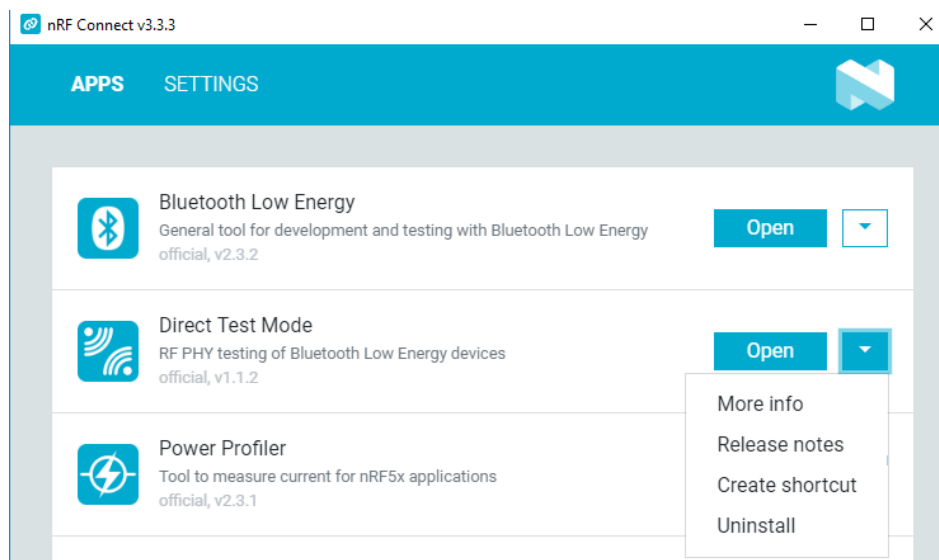 nRF Connect v3.3.3
APPS SETTINGS
Bluetooth Low Energy
General tool for development and testing with Bluetooth Low Energy
official, v2.3.2
Open
Direct Test Mode
RF PHY testing of Bluetooth Low Energy devices
official, v1.1.2
Open
More info
Release notes
Create shortcut
Uninstall
Power Profiler
Tool to measure current for nRF5x applications
official, v2.3.1